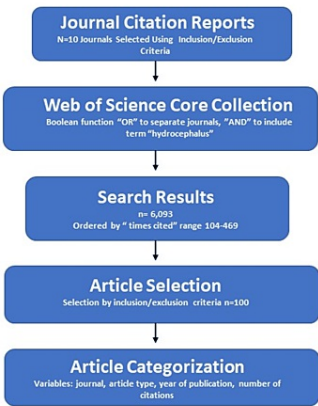 Journal Citation Reports
N=10 Journals Selected Using Inclusion/Exclusion
Criteria
Web of Science Core Collection
Boolean function "OR" to separate journals, "AND" to include
term "hydrocephalus"
Search Results
n= 6,093
Ordered by " times cited" range 104-469
Article Selection
Selection by inclusion/exclusion criteria n=100
Article Categorization
Variables: journal, article type, year of publication, number of
citations